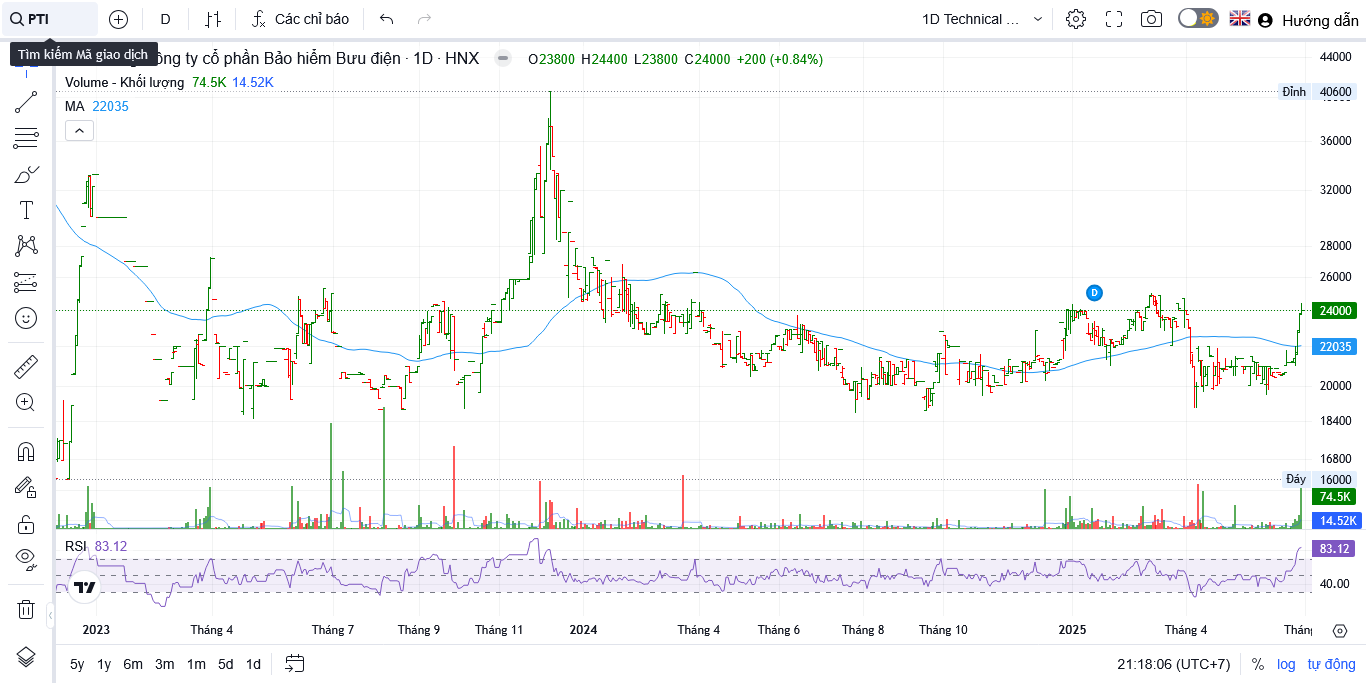 PTI
D
Các chỉ báo
1D Technical ...
Hướng dẫn
Tìm kiếm Mã giao dịch
ông ty cổ phần Bảo hiểm Bưu điện · 1D · HNX
O23800 H24400 L23800 C24000 +200 (+0.84%)
Volume - Khối lượng 74.5K 14.52K
MA 22035
44000
Đỉnh 40600
36000
32000
28000
26000
D
24000
22035
20000
18400
16800
Đáy 16000
74.5K
14.52K
RSI 83.12
83.12
40.00
2023 Tháng 4 Tháng 7 Tháng 9 Tháng 11 2024 Tháng 4 Tháng 6 Tháng 8 Tháng 10 2025 Tháng 4 Thán
5y 1y 6m 3m 1m 5d 1d
21:18:06 (UTC+7) % log tự động